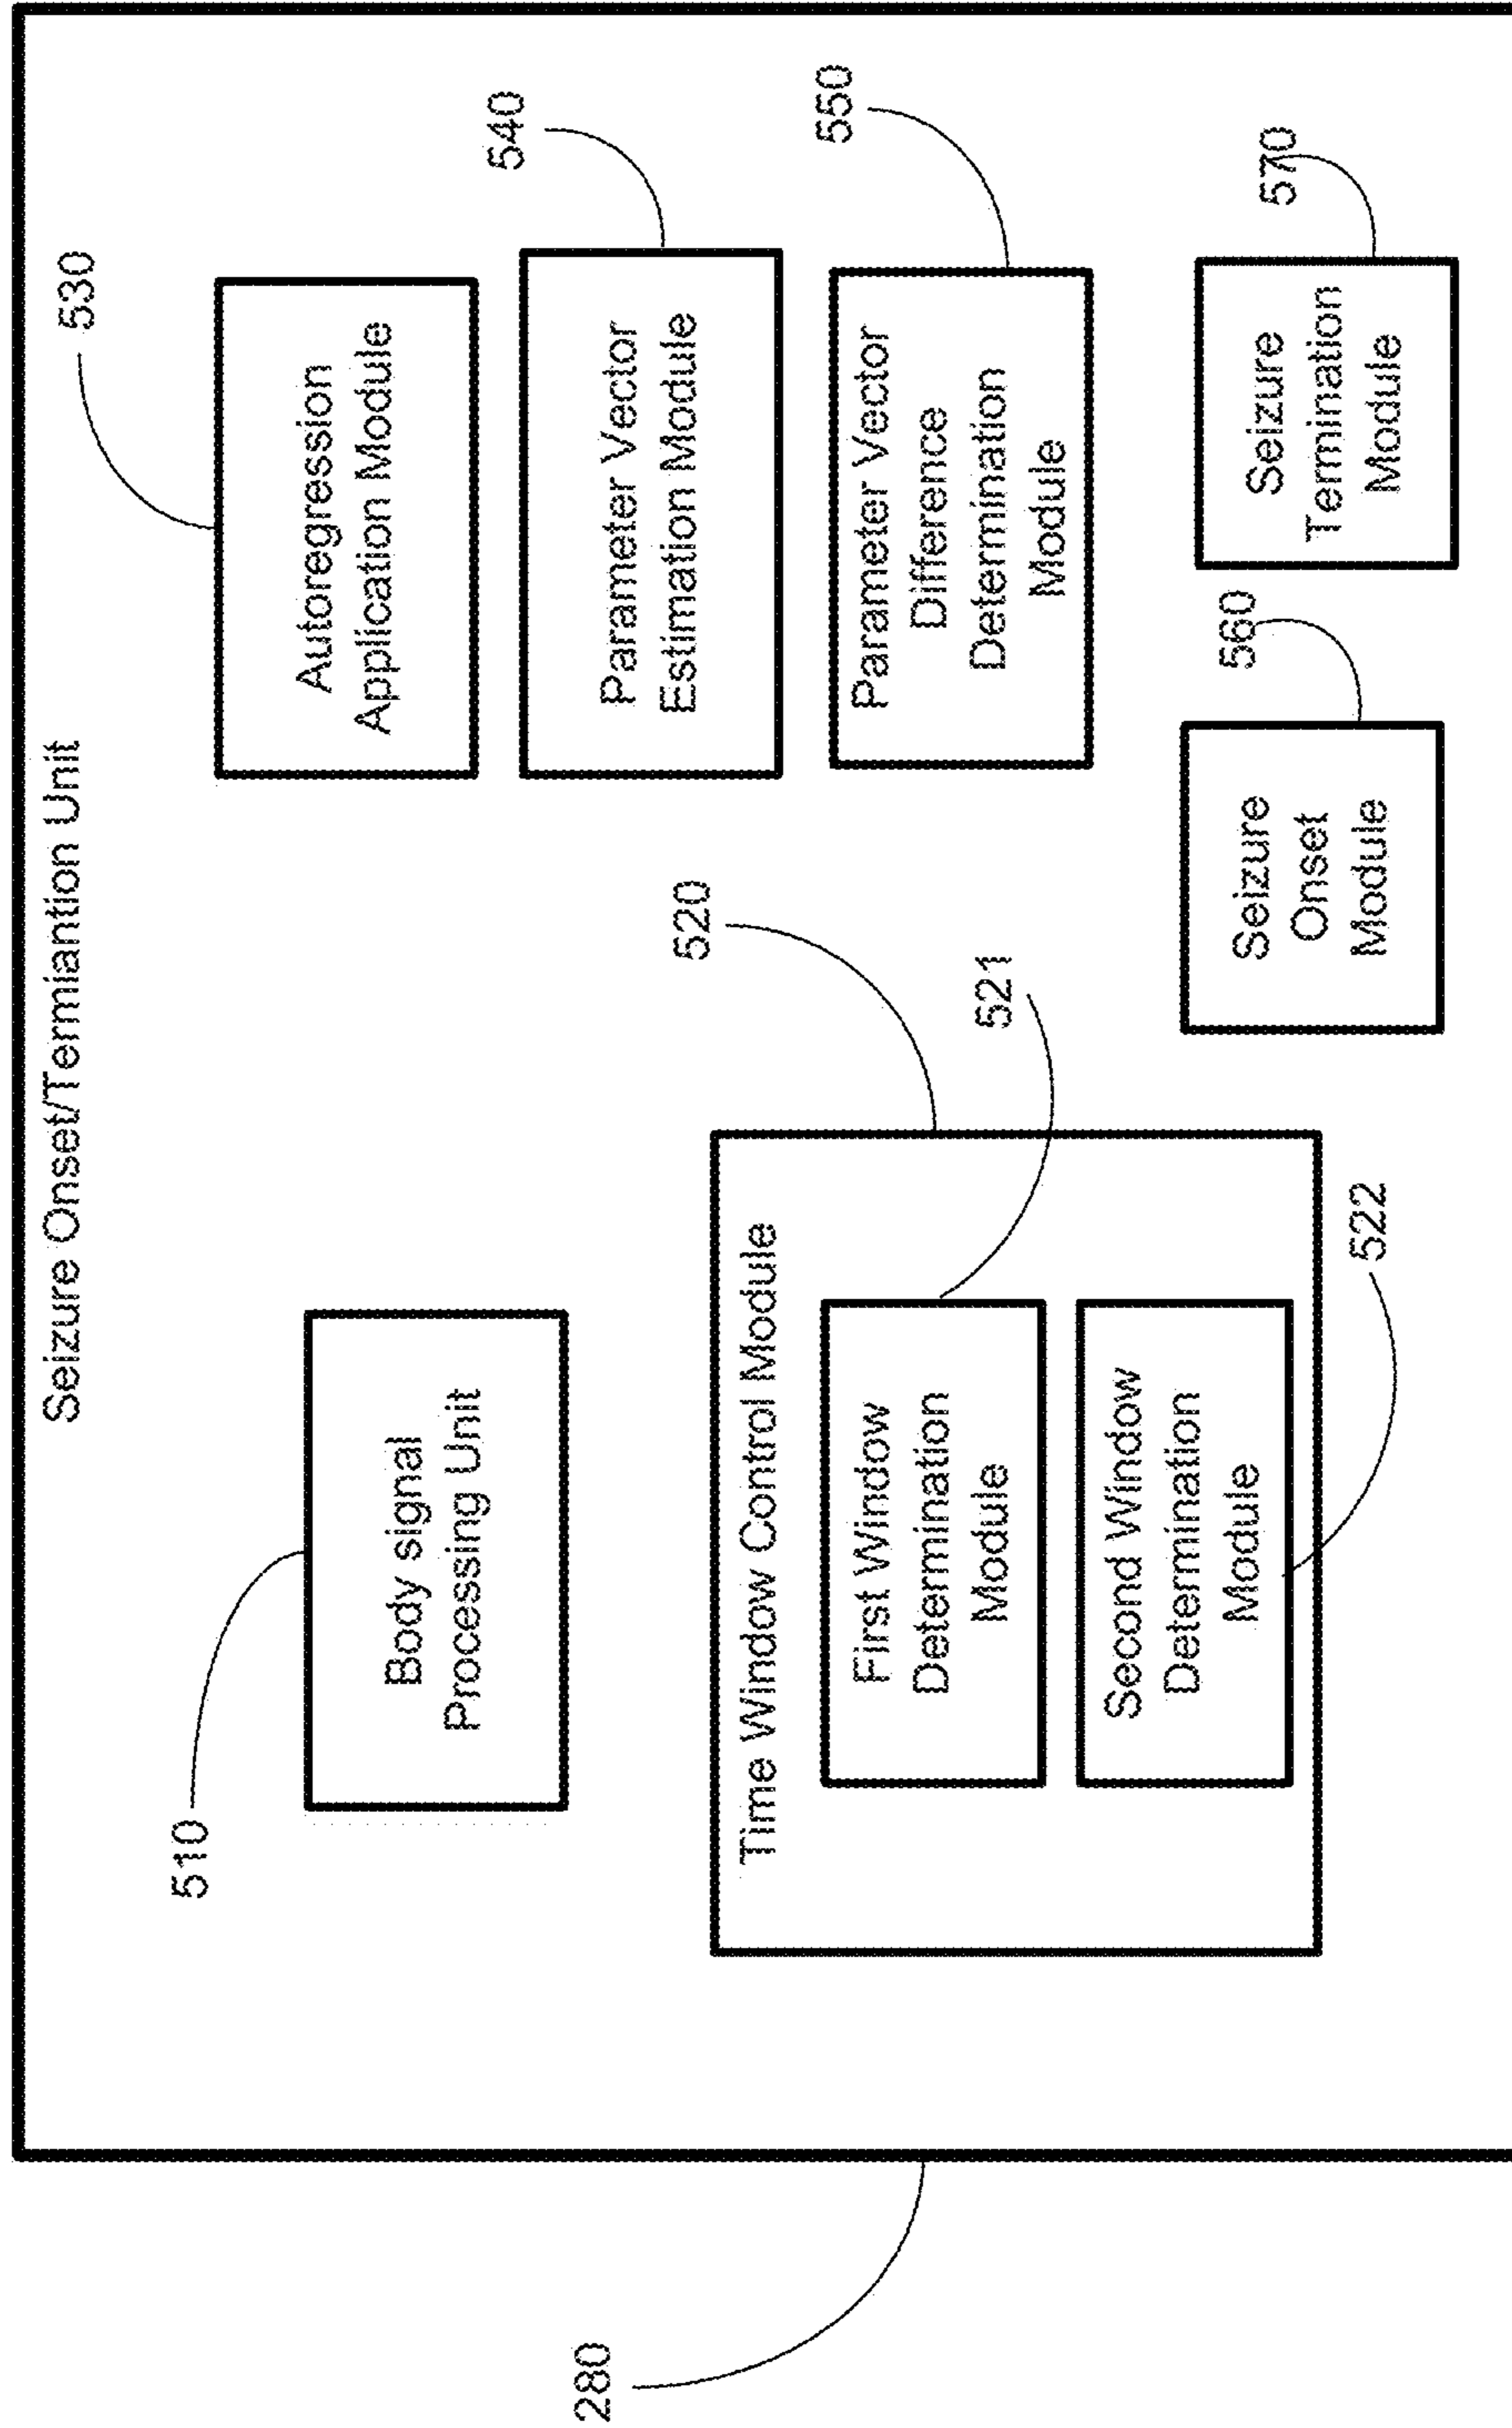 Seizure Onset/Termiantion Unit
510
Body signal
Processing Unit
530
Autoregression
Application Module
540
Parameter Vector
Estimation Module
520
Time Window Control Module
521
First Window
Determination
Module
522
Second Window
Determination
Module
550
Parameter Vector
Difference
Determination
Module
560
Seizure
Onset
Module
570
Seizure
Termination
Module
280